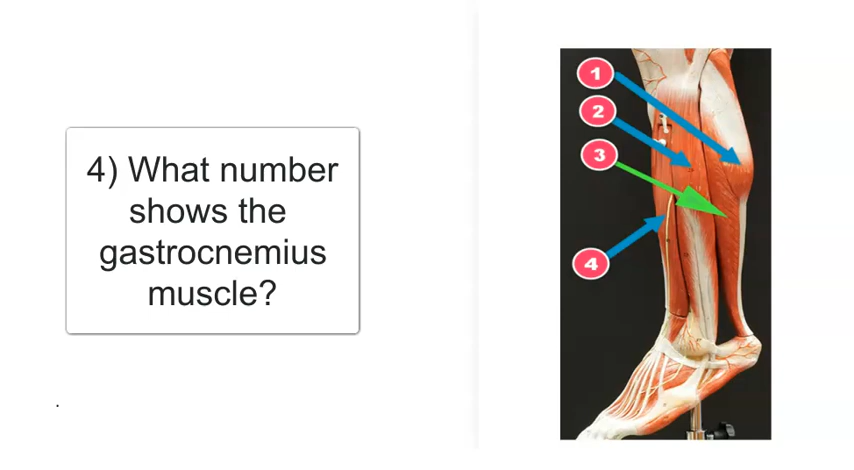 4) What number
shows the
gastrocnemius
muscle?
1
2
3
4
.